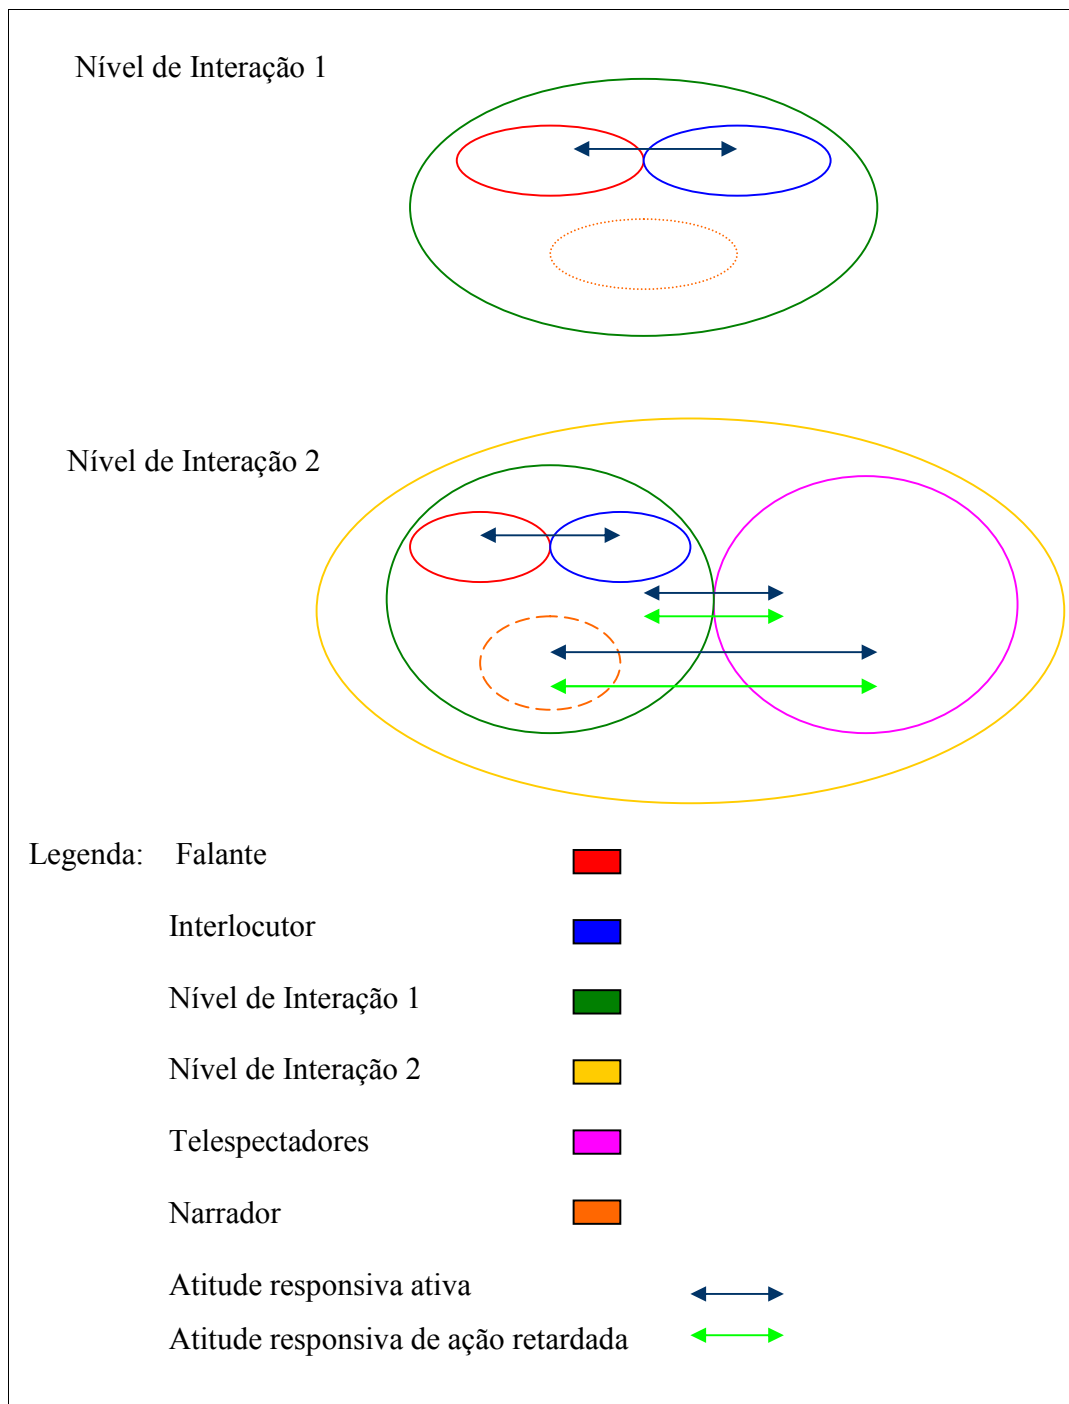 Nível de Interação 1
Nível de Interação 2
Legenda: Falante
Interlocutor
Nível de Interação 1
Nível de Interação 2
Telespectadores
Narrador
Atitude responsiva ativa
Atitude responsiva de ação retardada